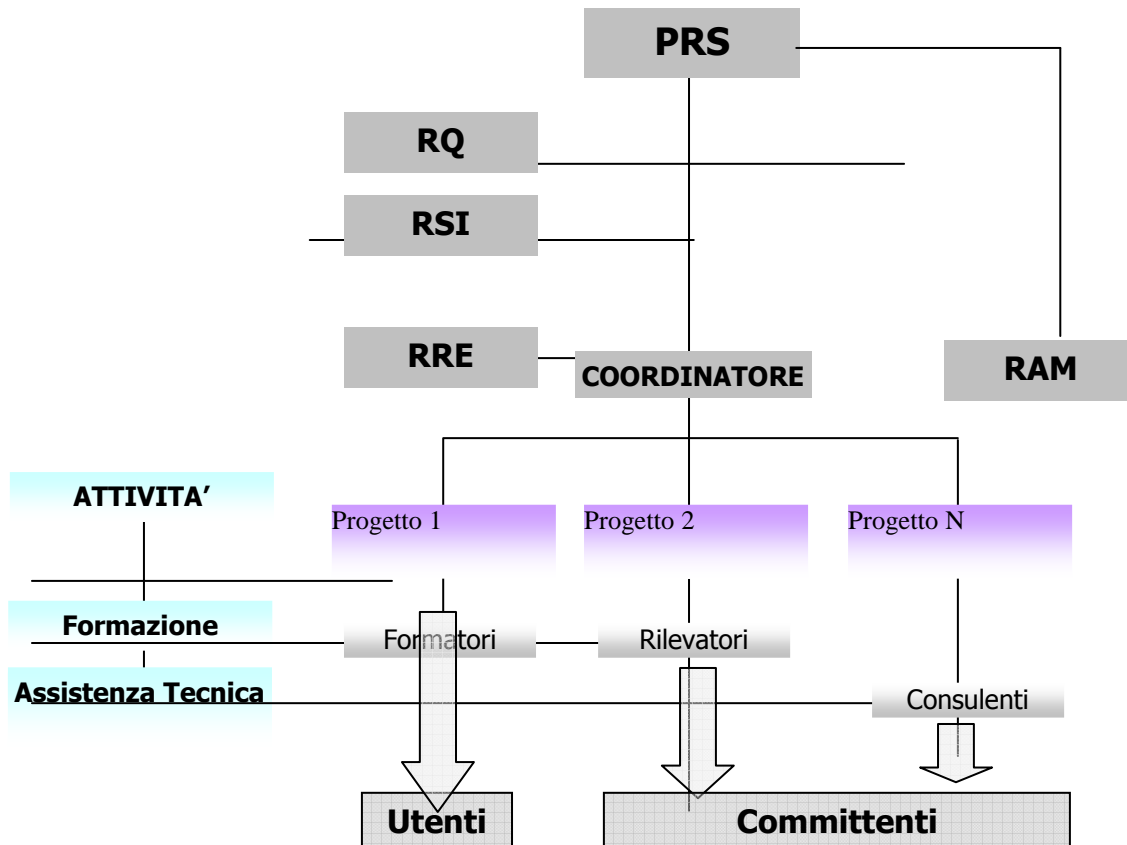 PRS
RQ
RSI
RRE
COORDINATORE
RAM
ATTIVITA’
Progetto 1
Progetto 2
Progetto N
Formazione
Formatori
Rilevatori
Assistenza Tecnica
Consulenti
Utenti
Committenti